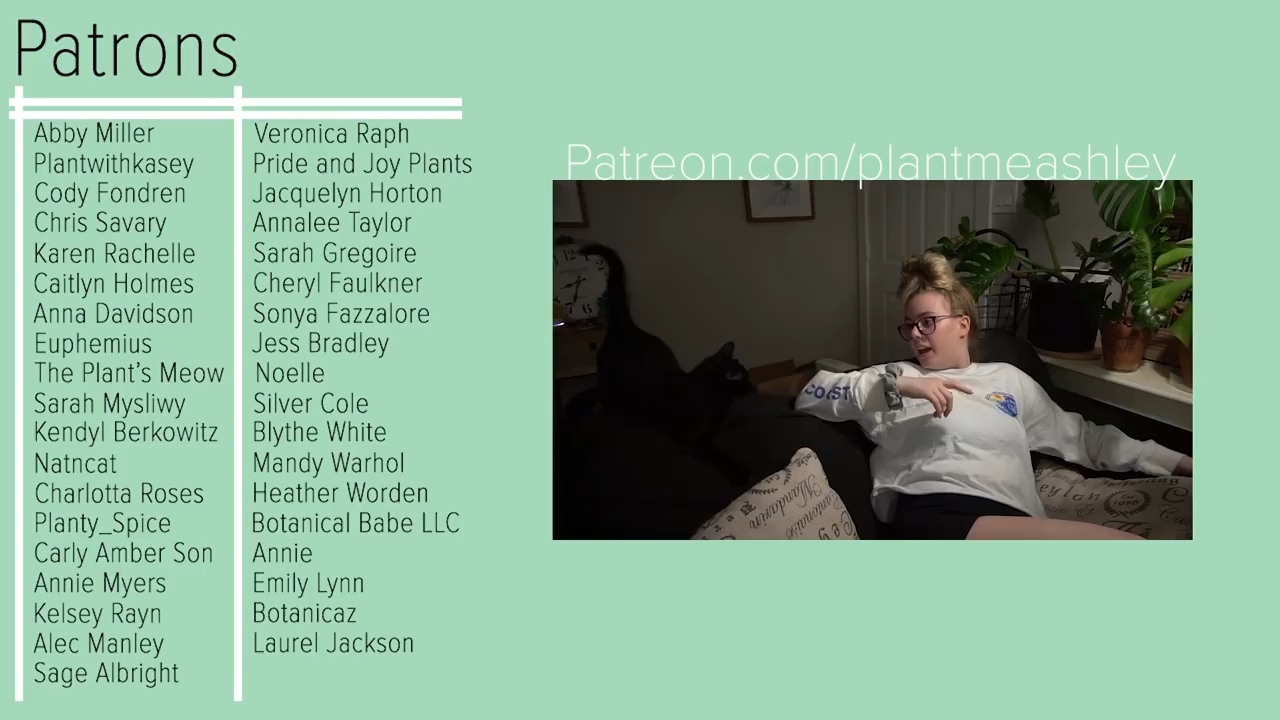 Patrons
Abby Miller
Plantwithkasey
Cody Fondren
Chris Savary
Karen Rachelle
Caitlyn Holmes
Anna Davidson
Euphemius
The Plant's Meow
Sarah Mysliwy
Kendyl Berkowitz
Natncat
Charlotta Roses
Planty_Spice
Carly Amber Son
Annie Myers
Kelsey Rayn
Alec Manley
Sage Albright
Veronica Raph
Pride and Joy Plants
Jacquelyn Horton
Annalee Taylor
Sarah Gregoire
Cheryl Faulkner
Sonya Fazzalore
Jess Bradley
Noelle
Silver Cole
Blythe White
Mandy Warhol
Heather Worden
Botanical Babe LLC
Annie
Emily Lynn
Botanicaz
Laurel Jackson
Patreon.com/plantmeashley